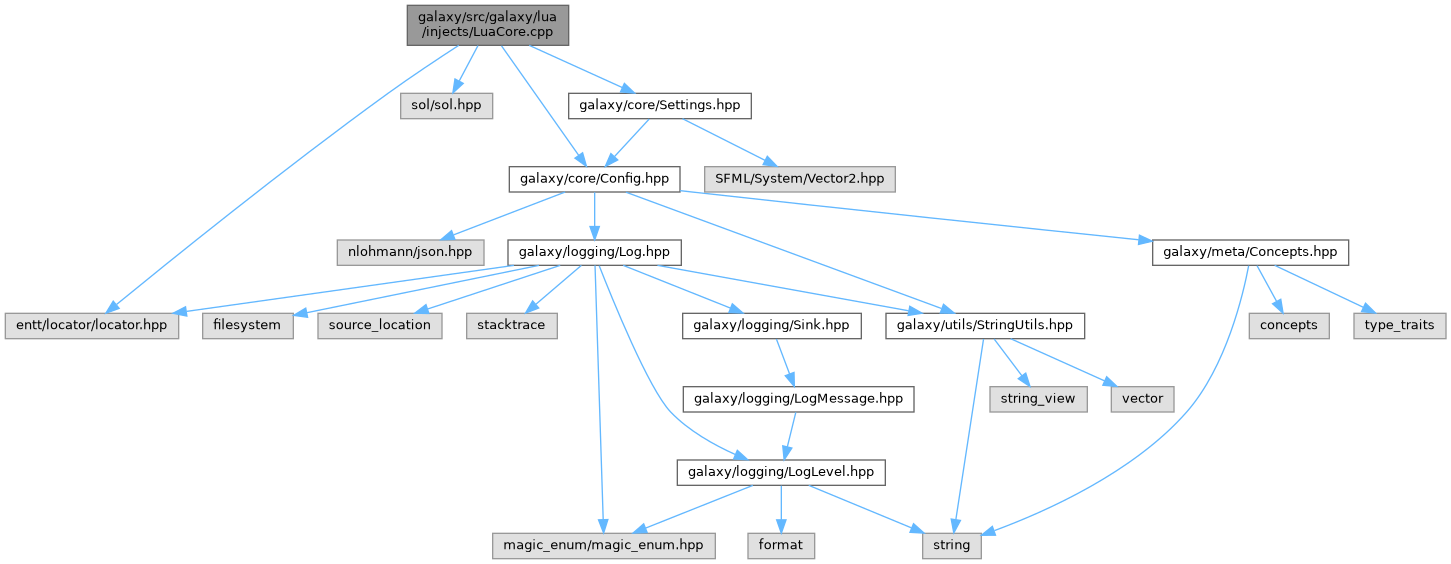 galaxy/src/galaxy/lua
/injects/LuaCore.cpp
sol/sol.hpp
galaxy/core/Settings.hpp
galaxy/core/Config.hpp
SFML/System/Vector2.hpp
nlohmann/json.hpp
galaxy/logging/Log.hpp
galaxy/meta/Concepts.hpp
entt/locator/locator.hpp
filesystem
source_location
stacktrace
galaxy/logging/Sink.hpp
galaxy/utils/StringUtils.hpp
concepts
type_traits
galaxy/logging/LogMessage.hpp
string_view
vector
galaxy/logging/LogLevel.hpp
magic_enum/magic_enum.hpp
format
string